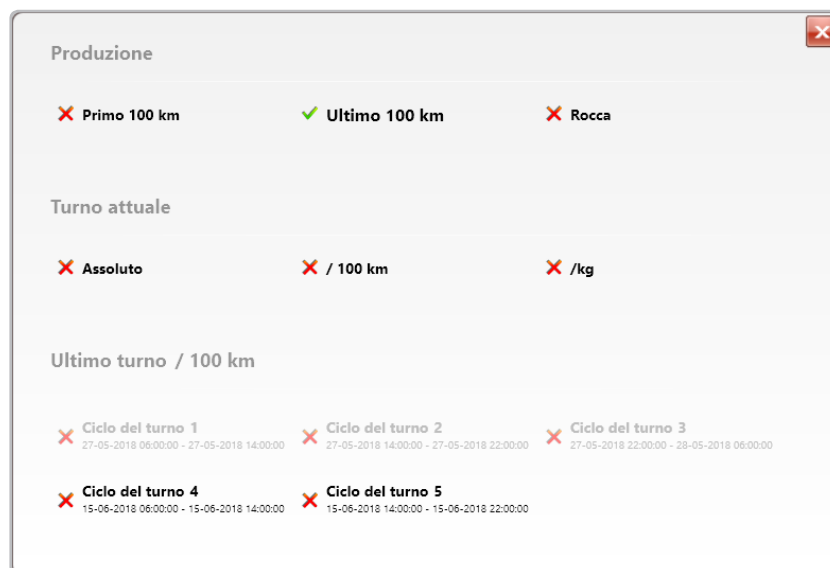 Produzione
Primo 100 km
Ultimo 100 km
Rocca
Turno attuale
Assoluto
/ 100 km
/kg
Ultimo turno / 100 km
Ciclo del turno 1
27-05-2018 06:00:00 - 27-05-2018 14:00:00
Ciclo del turno 2
27-05-2018 14:00:00 - 27-05-2018 22:00:00
Ciclo del turno 3
27-05-2018 22:00:00 - 28-05-2018 06:00:00
Ciclo del turno 4
15-06-2018 06:00:00 - 15-06-2018 14:00:00
Ciclo del turno 5
15-06-2018 14:00:00 - 15-06-2018 22:00:00